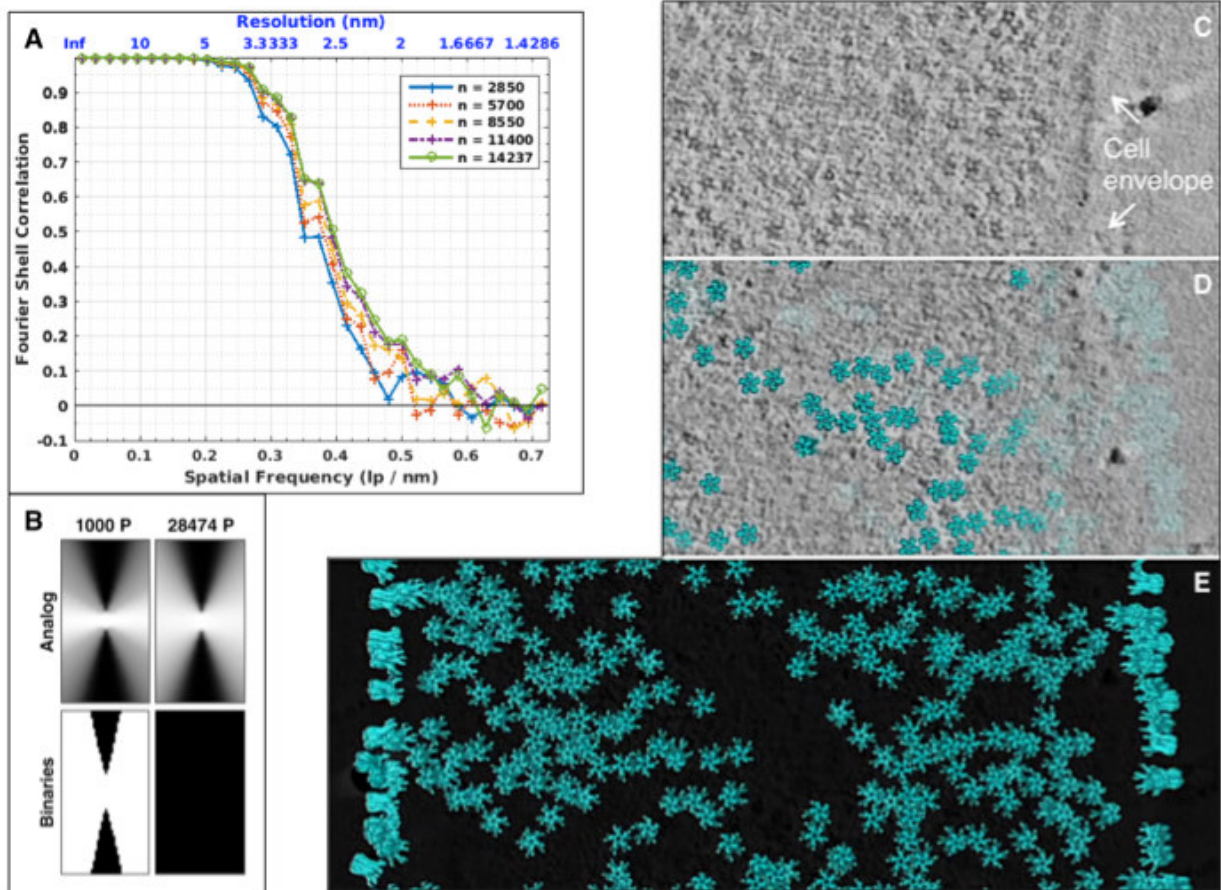 A
Resolution (nm)
Inf 10 5 3.3333 2.5 2 1.6667 1.4286
Fourier Shell Correlation
0.9
0.8
0.7
0.6
0.5
0.4
0.3
0.2
0.1
0
-0.1
n = 2850
n = 5700
n = 8550
n = 11400
n = 14237
0 0.1 0.2 0.3 0.4 0.5 0.6 0.7
Spatial Frequency (lp / nm)
B
1000 P 28474 P
Analog
Binaries
C
Cell
envelope
D
E